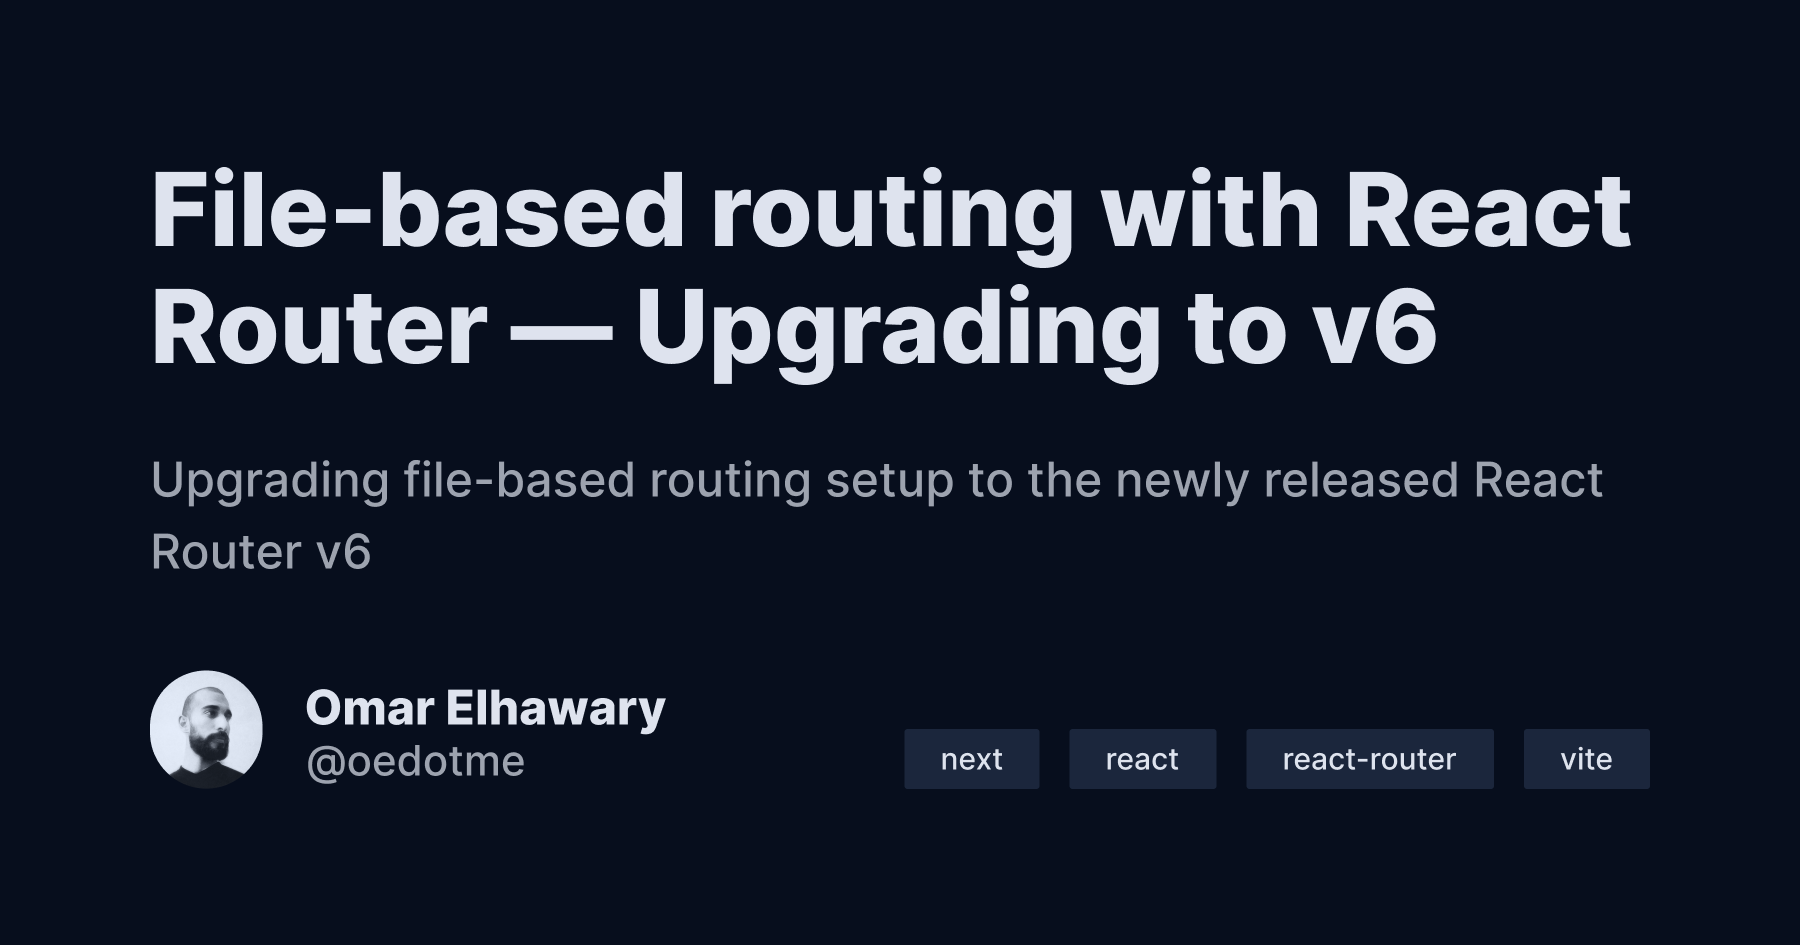 File-based routing with React
Router — Upgrading to v6
Upgrading file-based routing setup to the newly released React
Router v6
Omar Elhawary
@oedotme
next
react
react-router
vite